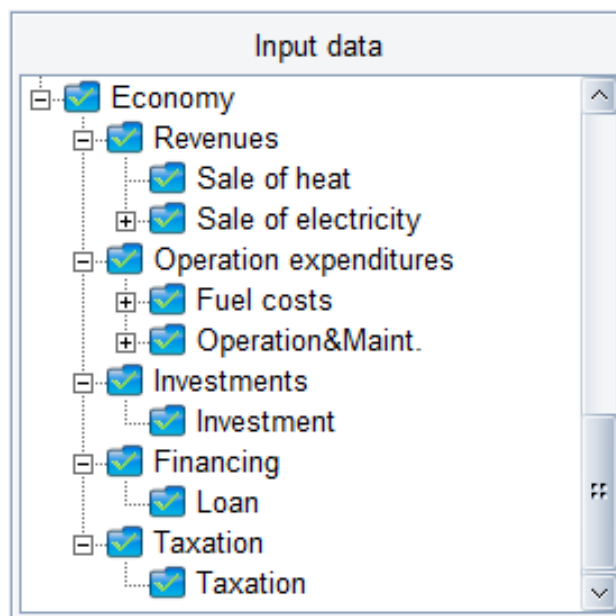 Input data
Economy
Revenues
Sale of heat
Sale of electricity
Operation expenditures
Fuel costs
Operation&Maint.
Investments
Investment
Financing
Loan
Taxation
Taxation